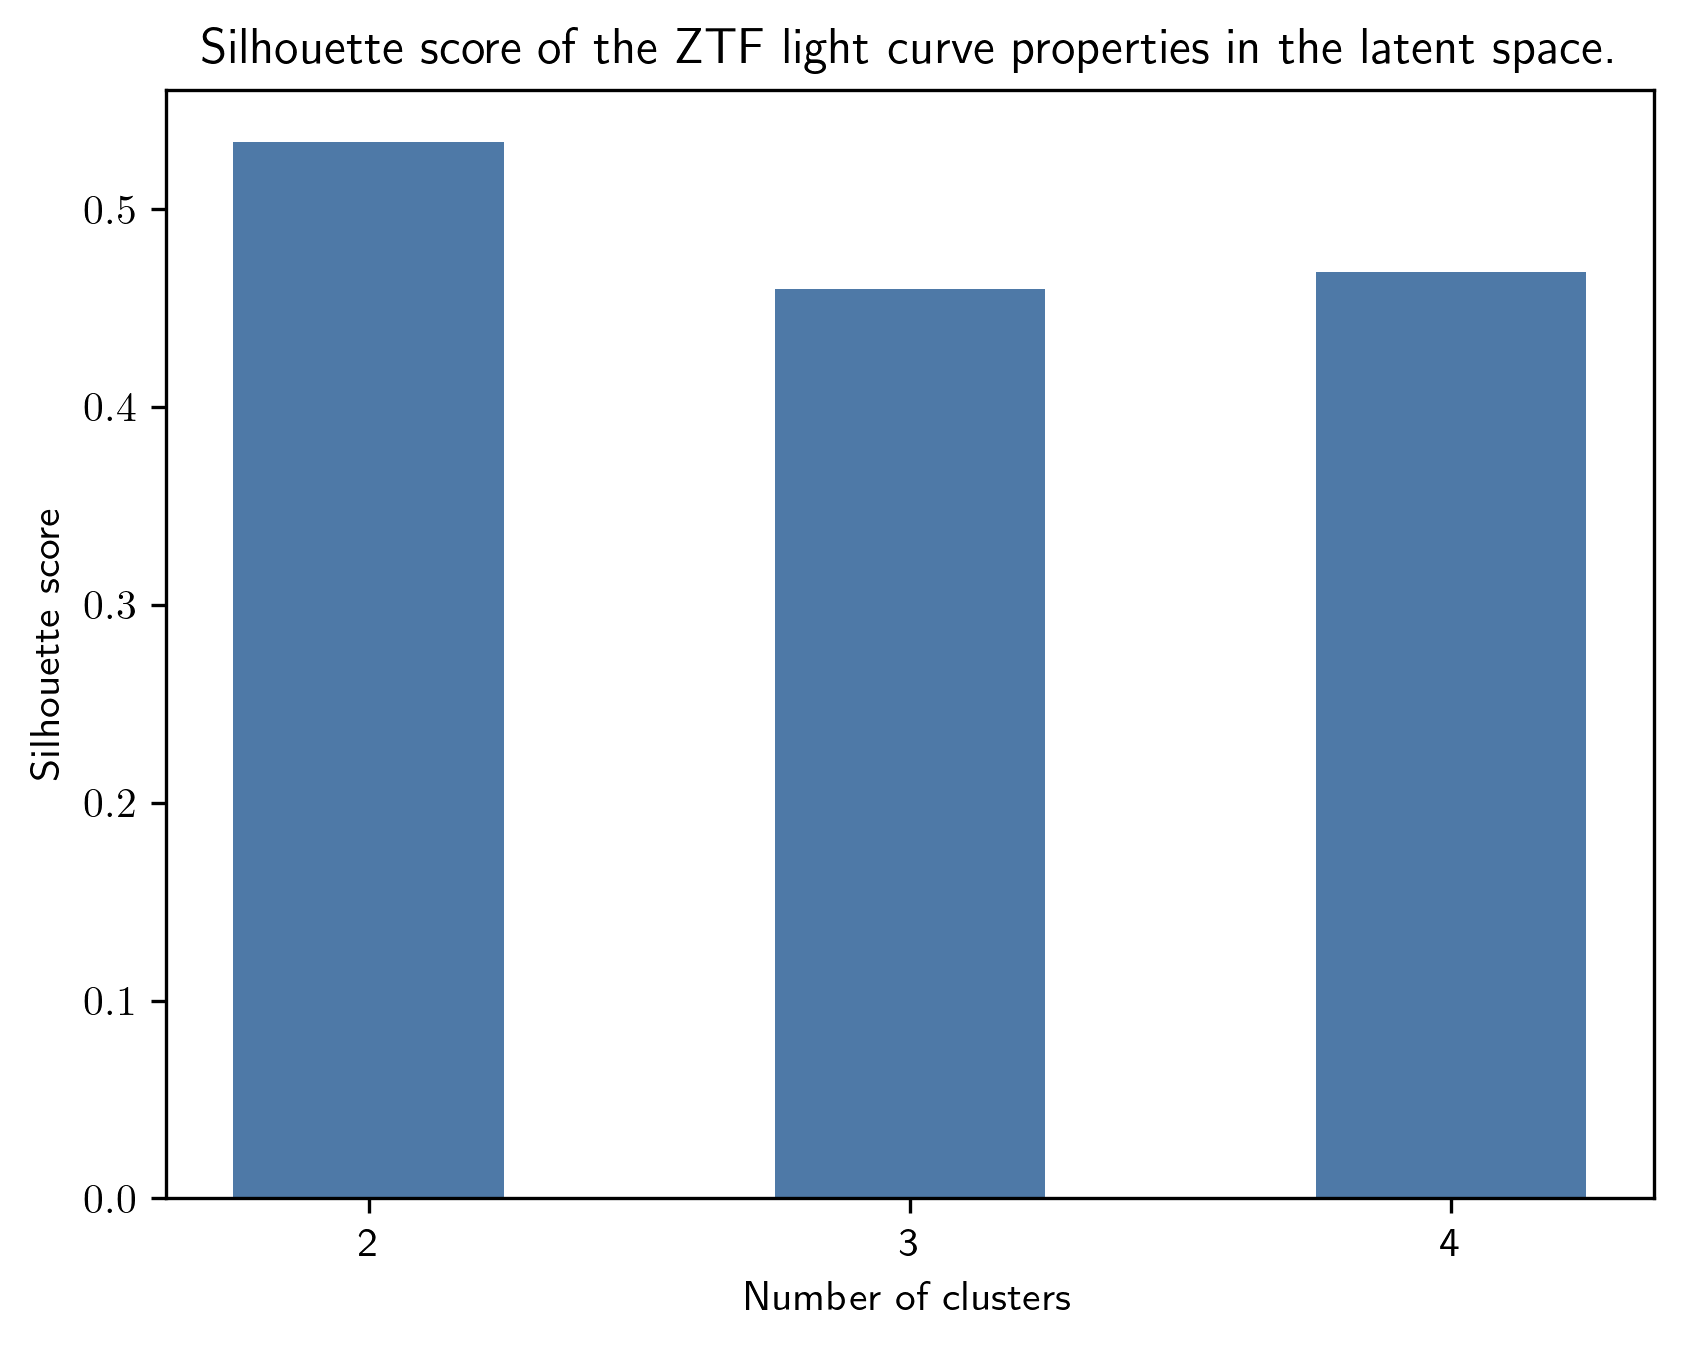 Silhouette score of the ZTF light curve properties in the latent space.
0.5
0.4
0.3
0.2
0.1
0.0
Silhouette score
2 3 4
Number of clusters